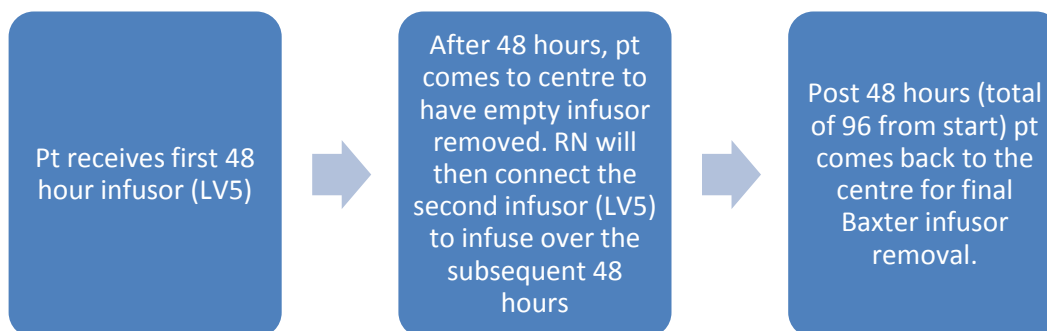 Pt receives first 48
hour infusor (LV5)
After 48 hours, pt
comes to centre to
have empty infusor
removed. RN will
then connect the
second infusor (LV5)
to infuse over the
subsequent 48
hours
Post 48 hours (total
of 96 from start) pt
comes back to the
centre for final
Baxter infusor
removal.